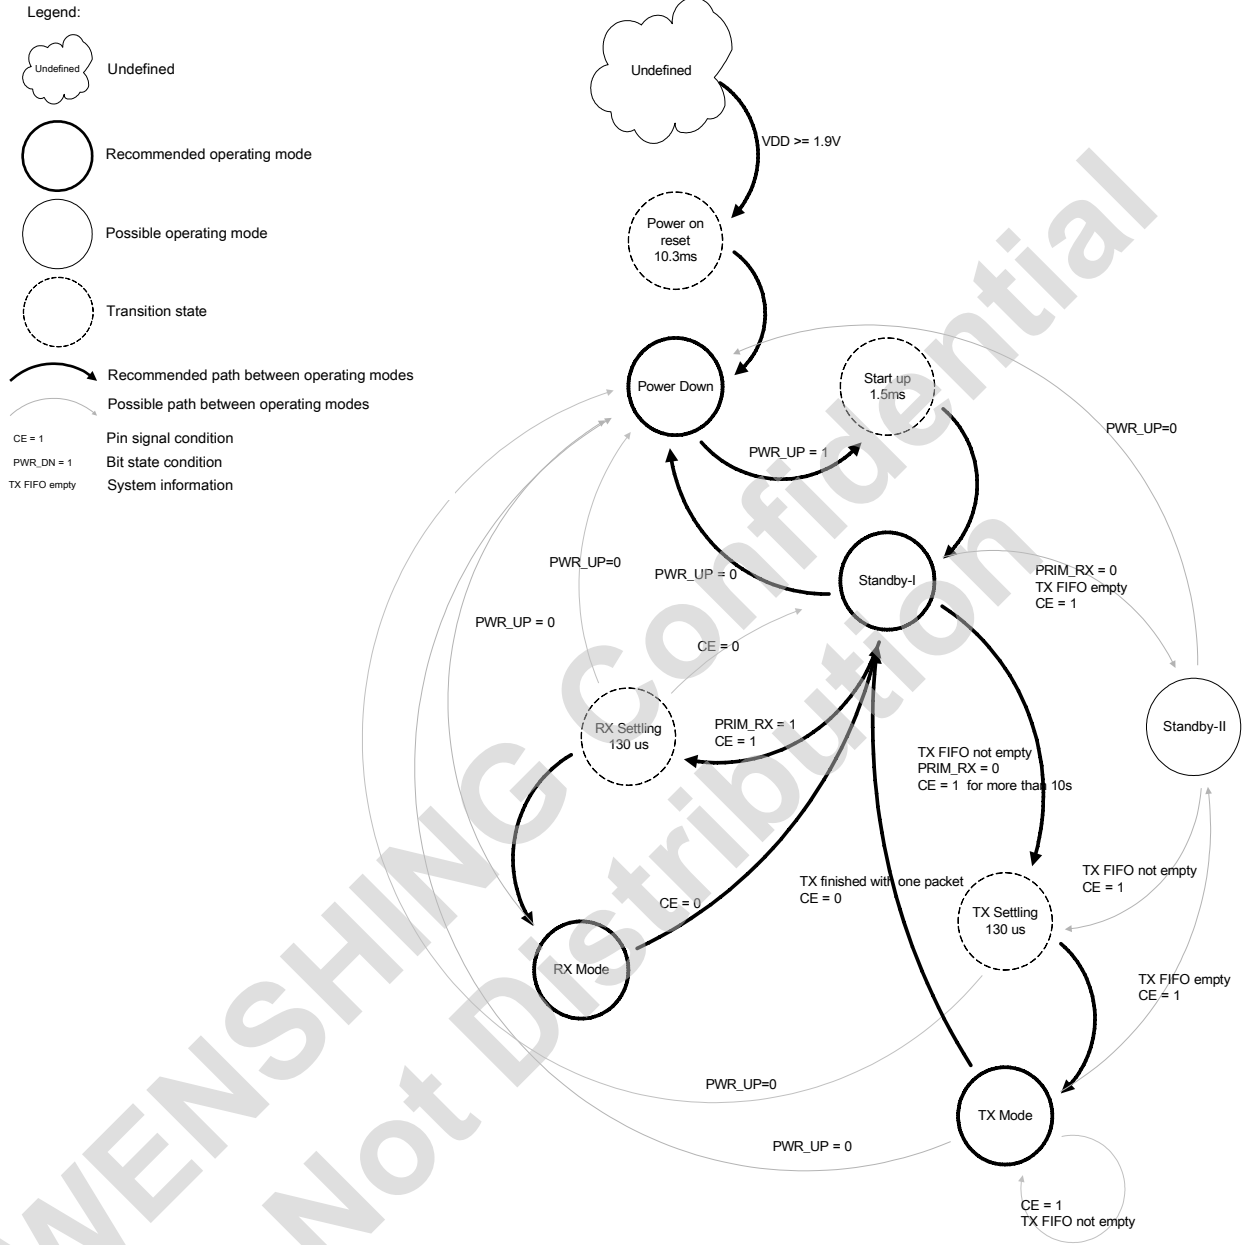 Legend:
Undefined
Undefined
Recommended operating mode
Possible operating mode
Transition state
Recommended path between operating modes
Possible path between operating modes
CE = 1
Pin signal condition
PWR_DN = 1
Bit state condition
TX FIFO empty
System information
Undefined
VDD >= 1.9V
Power on
reset
10.3ms
Power Down
Start up
1.5ms
PWR_UP=0
PWR_UP = 1
PWR_UP=0
PWR_UP = 0
Standby-I
PRIM_RX = 0
TX FIFO empty
CE = 1
PWR_UP = 0
CE = 0
RX Settling
130 us
PRIM_RX = 1
CE = 1
Standby-II
TX FIFO not empty
PRIM_RX = 0
CE = 1  for more than 10s
TX FIFO not empty
CE = 1
TX finished with one packet
CE = 0
CE = 0
TX Settling
130 us
RX Mode
TX FIFO empty
CE = 1
PWR_UP=0
TX Mode
PWR_UP = 0
CE = 1
TX FIFO not empty
WENSHING Confidential
Not Distribution